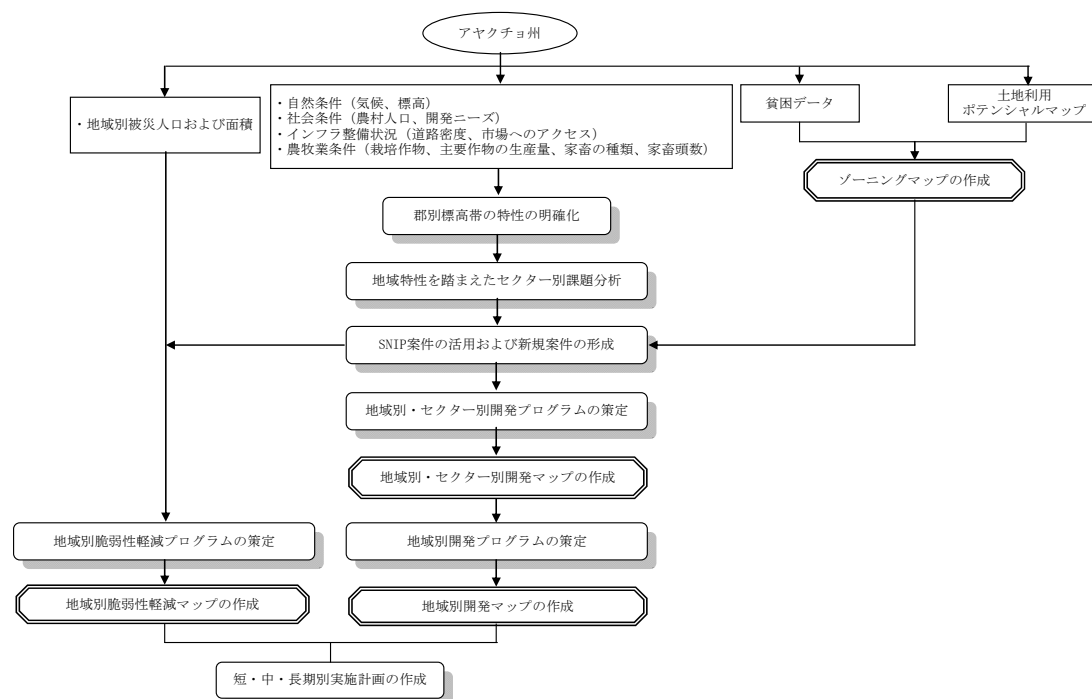 アヤクチョ州
・地域別被災人口および面積
・自然条件（気候、標高）
・社会条件（農村人口、開発ニーズ）
・インフラ整備状況（道路密度、市場へのアクセス）
・農牧業条件（栽培作物、主要作物の生産量、家畜の種類、家畜頭数）
貧困データ
土地利用
ポテンシャルマップ
ゾーニングマップの作成
郡別標高帯の特性の明確化
地域特性を踏まえたセクター別課題分析
SNIP案件の活用および新規案件の形成
地域別・セクター別開発プログラムの策定
地域別・セクター別開発マップの作成
地域別脆弱性軽減プログラムの策定
地域別開発プログラムの策定
地域別脆弱性軽減マップの作成
地域別開発マップの作成
短・中・長期別実施計画の作成